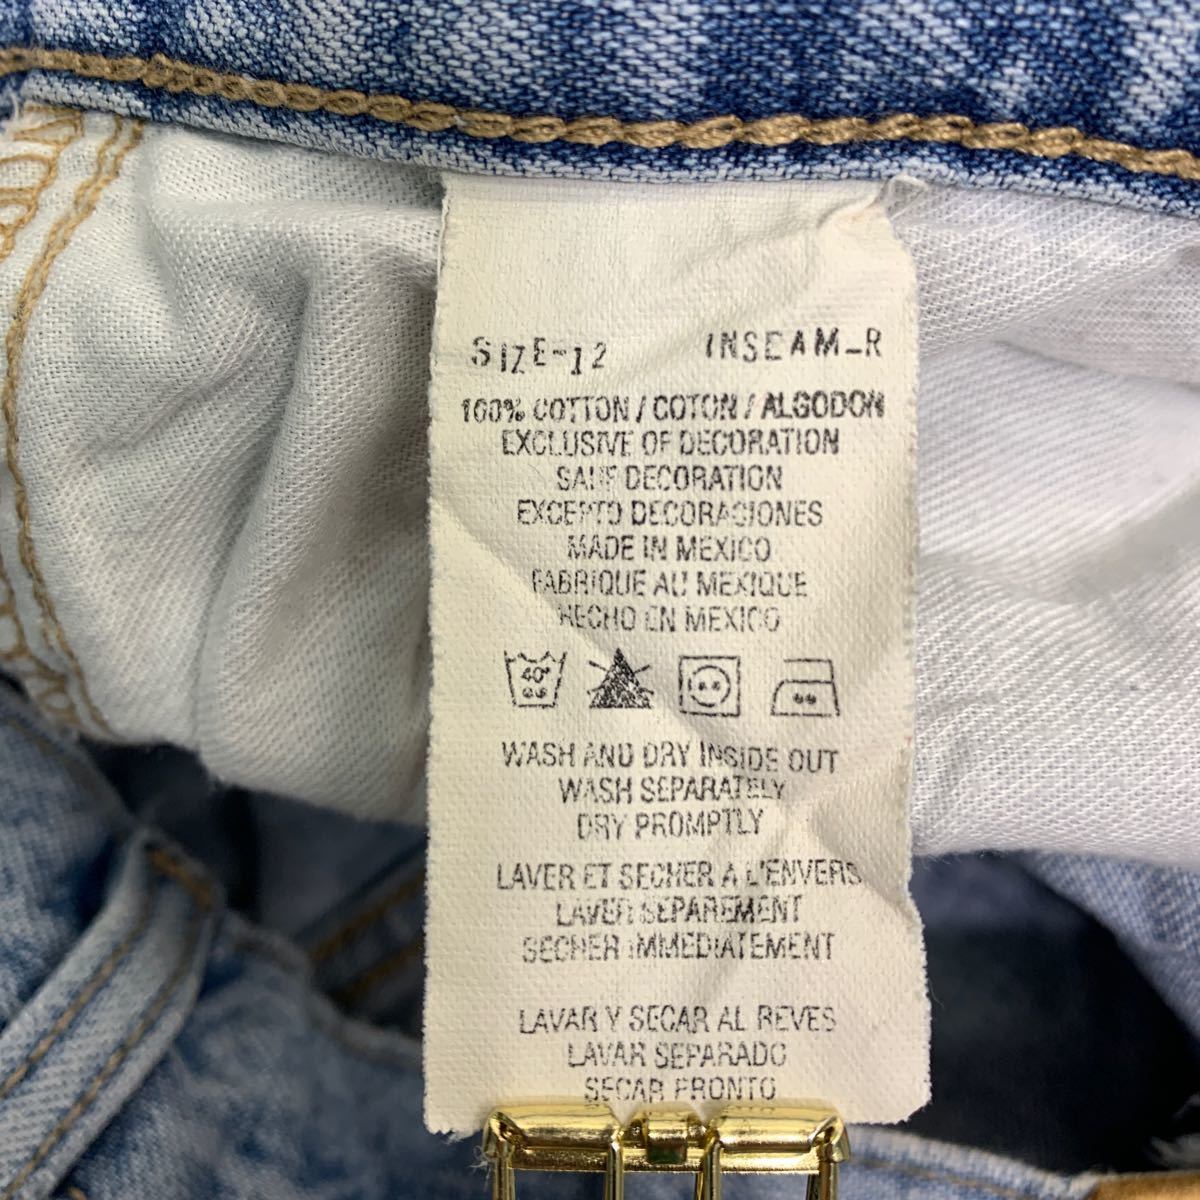 SIZE-12 INSEAM-R
100% COTTON / COTON / ALGODON
EXCLUSIVE OF DECORATION
SAUF DECORATION
EXCEPTO DECORACIONES
MADE IN MEXICO
FABRIQUE AU MEXIQUE
HECHO EN MEXICO
40°
WASH AND DRY INSIDE OUT
WASH SEPARATELY
DRY PROMPTLY
LAVER ET SECHER A L'ENVERS
LAVER SEPAREMENT
SECHER IMMEDIATEMENT
LAVAR Y SECAR AL REVES
LAVAR SEPARADO
SECAR PRONTO